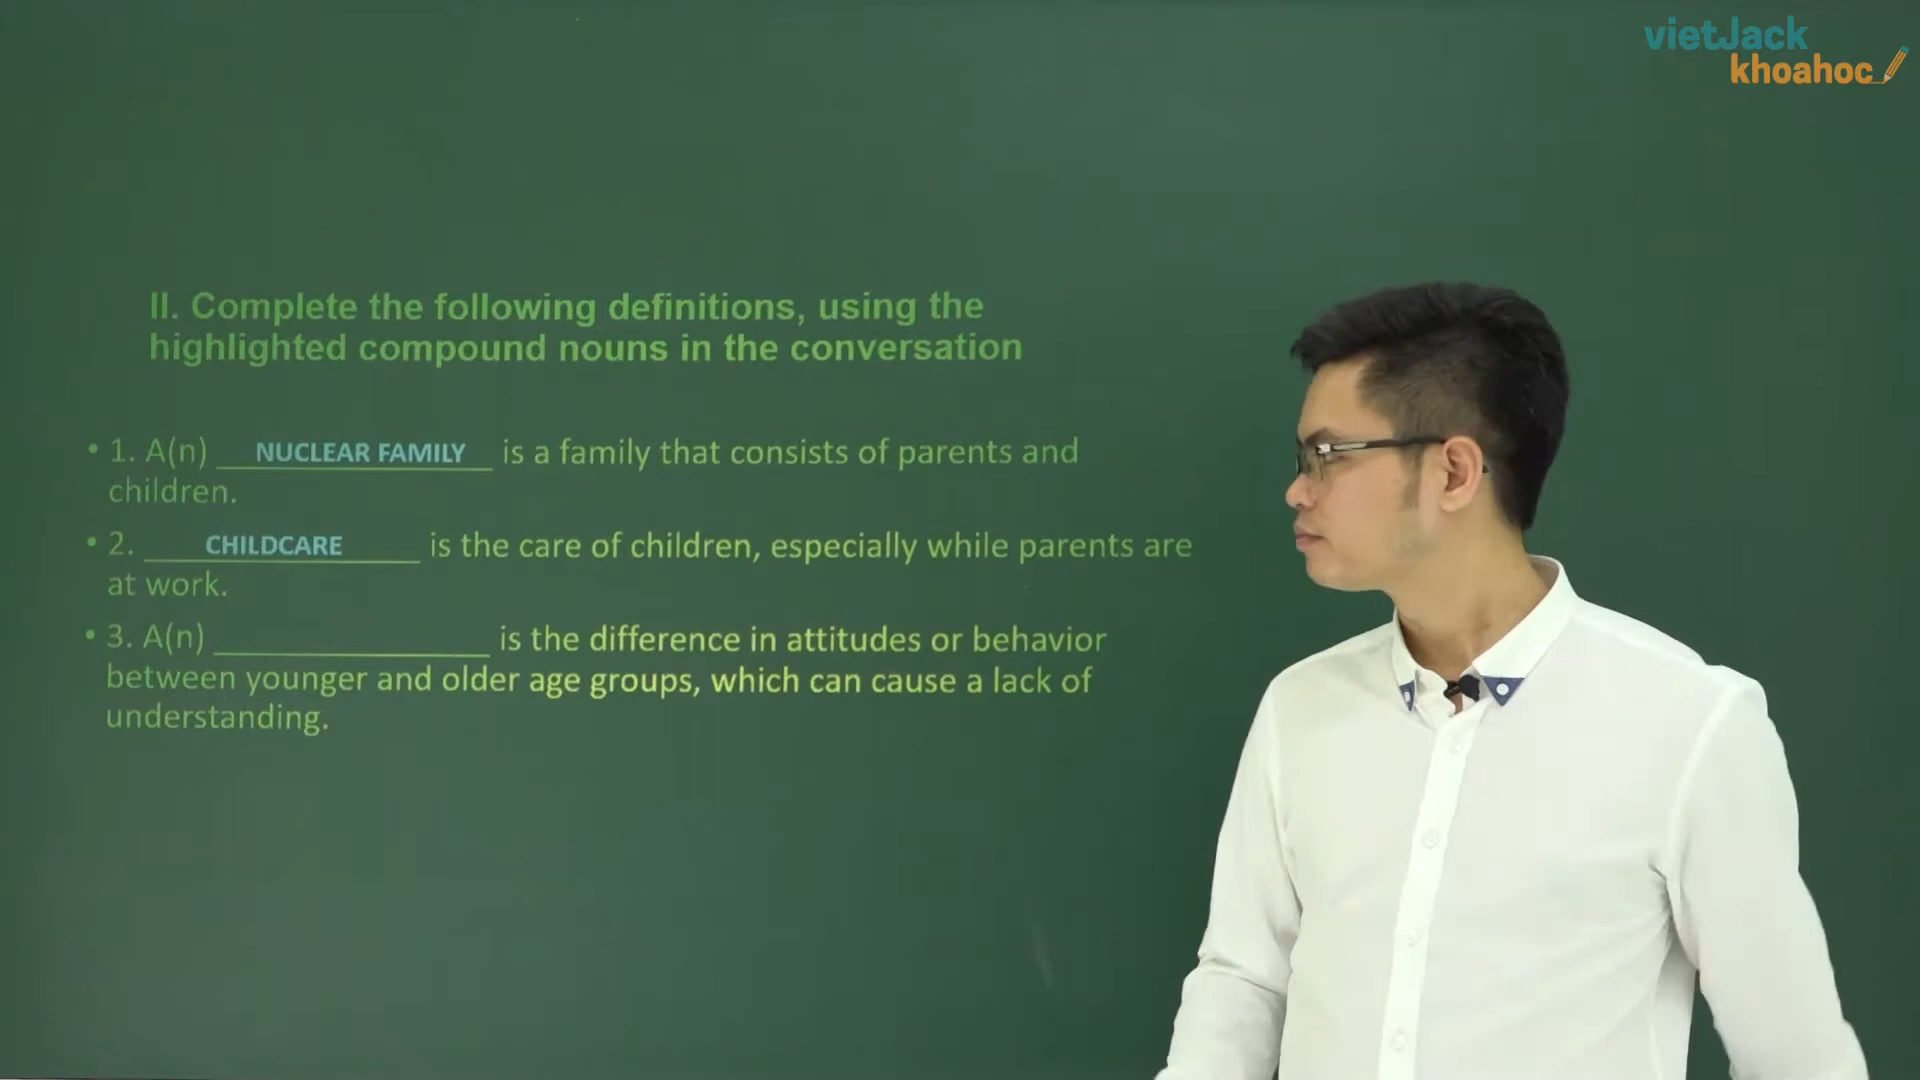 vietJack
khoahoc
II. Complete the following definitions, using the
highlighted compound nouns in the conversation
• 1. A(n) NUCLEAR FAMILY is a family that consists of parents and
children.
• 2. CHILDCARE is the care of children, especially while parents are
at work.
• 3. A(n) ______________ is the difference in attitudes or behavior
between younger and older age groups, which can cause a lack of
understanding.